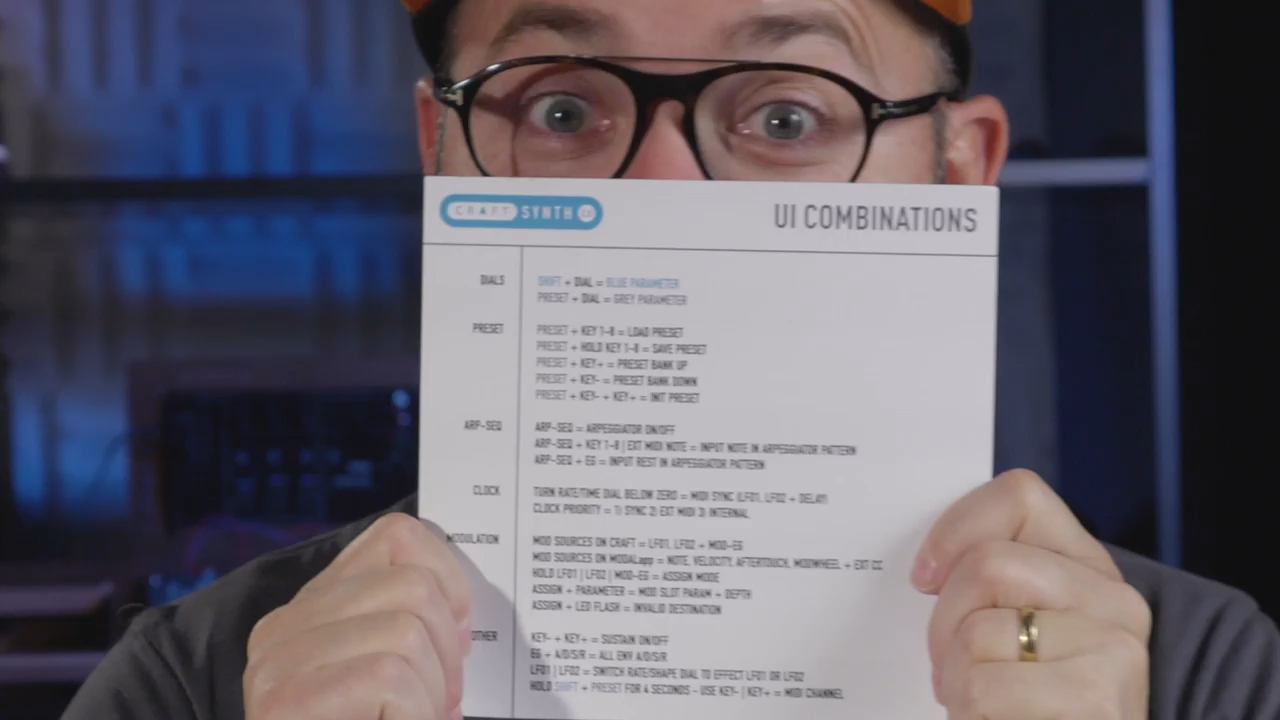 CRAFT SYNTH 2.0
UI COMBINATIONS
DIALS
SHIFT + DIAL = BLUE PARAMETER
PRESET + DIAL = GREY PARAMETER
PRESET
PRESET + KEY 1-8 = LOAD PRESET
PRESET + HOLD KEY 1-8 = SAVE PRESET
PRESET + KEY+ = PRESET BANK UP
PRESET + KEY- = PRESET BANK DOWN
PRESET + KEY- + KEY+ = INIT PRESET
ARP-SEQ
ARP-SEQ = ARPEGGIATOR ON/OFF
ARP-SEQ + KEY 1-8 | EXT MIDI NOTE = INPUT NOTE IN ARPEGGIATOR PATTERN
ARP-SEQ + EG = INPUT REST IN ARPEGGIATOR PATTERN
CLOCK
TURN RATE/TIME DIAL BELOW ZERO = MIDI SYNC (LFO1, LFO2 + DELAY)
CLOCK PRIORITY = 1) SYNC 2) EXT MIDI 3) INTERNAL
MODULATION
MOD SOURCES ON CRAFT = LFO1, LFO2 + MOD-EG
MOD SOURCES ON MODALapp = NOTE, VELOCITY, AFTERTOUCH, MODWHEEL + EXT CC
HOLD LFO1 | LFO2 | MOD-EG = ASSIGN MODE
ASSIGN + PARAMETER = MOD SLOT PARAM + DEPTH
ASSIGN + LED FLASH = INVALID DESTINATION
OTHER
KEY- + KEY+ = SUSTAIN ON/OFF
EG + A/D/S/R = ALL ENV A/D/S/R
LFO1 | LFO2 = SWITCH RATE/SHAPE DIAL TO EFFECT LFO1 OR LFO2
HOLD SHIFT + PRESET FOR 4 SECONDS - USE KEY- | KEY+ = MIDI CHANNEL